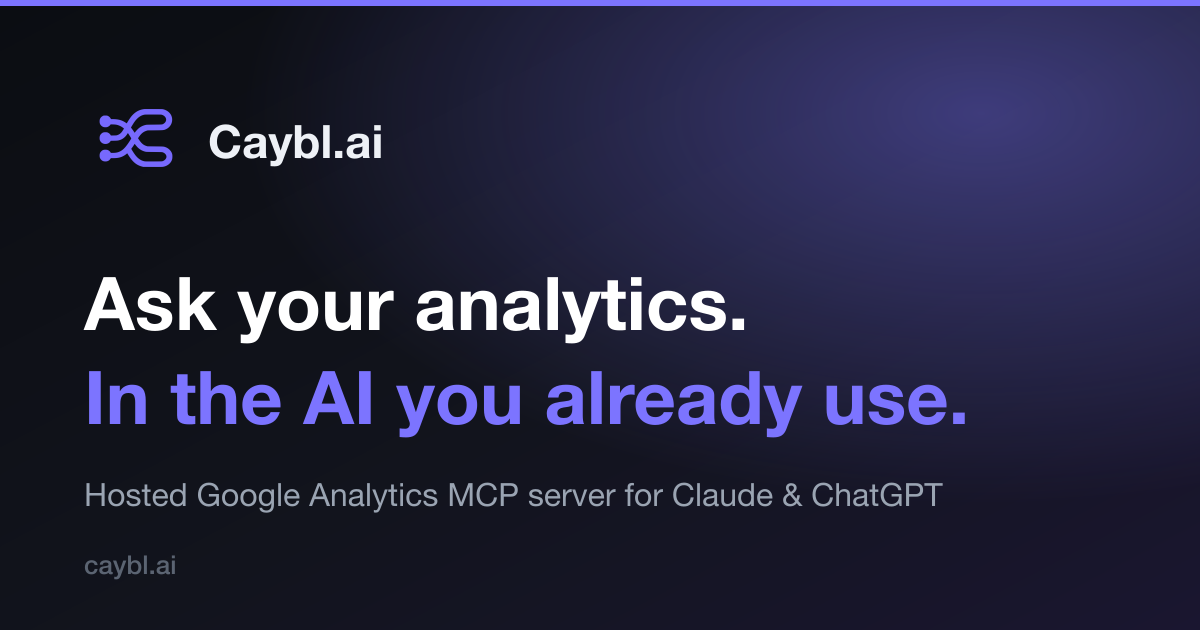 Caybl.ai
Ask your analytics.
In the AI you already use.
Hosted Google Analytics MCP server for Claude & ChatGPT
caybl.ai